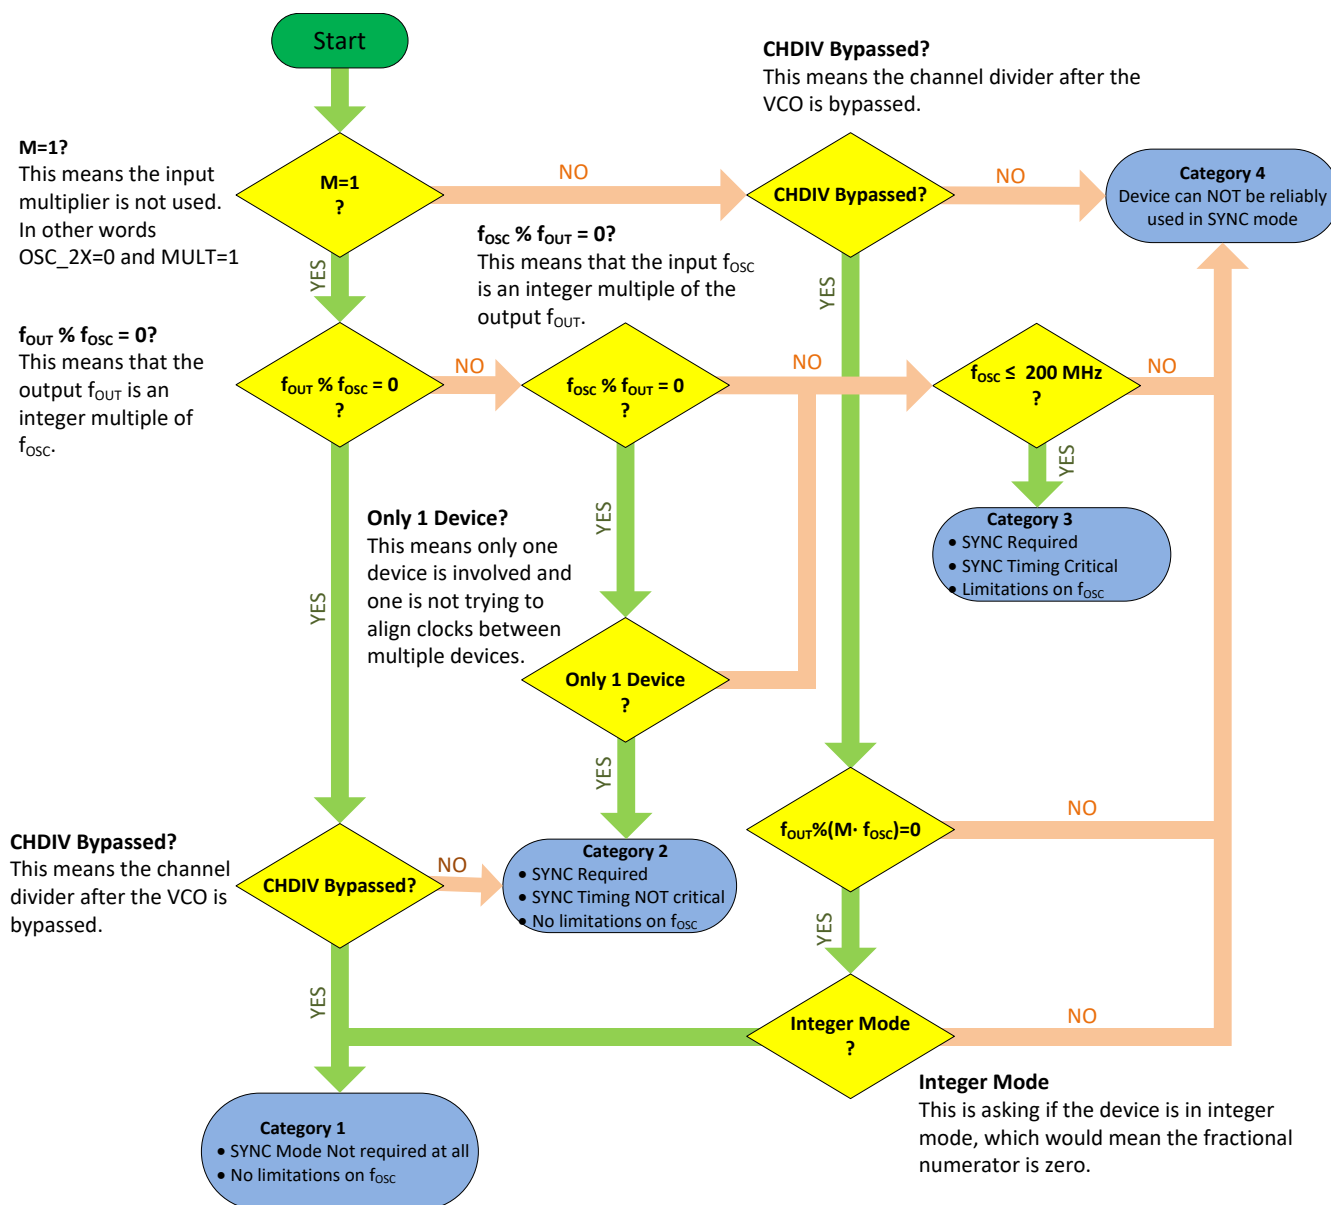 Start
CHDIV Bypassed?
This means the channel divider after the
VCO is bypassed.
M=1?
This means the input
multiplier is not used.
In other words
OSC_2X=0 and MULT=1
M=1
?
NO
CHDIV Bypassed?
NO
Category 4
Device can NOT be reliably
used in SYNC mode
YES
fOSC % fOUT = 0?
This means that the input fOSC
is an integer multiple of the
output fOUT.
YES
fOUT % fOSC = 0?
This means that the
output fOUT is an
integer multiple of
fOSC.
fOUT % fOSC = 0
?
NO
fOSC % fOUT = 0
?
NO
fOSC ≤ 200 MHz
?
NO
YES
YES
Category 3
• SYNC Required
• SYNC Timing Critical
• Limitations on fOSC
Only 1 Device?
This means only one
device is involved and
one is not trying to
align clocks between
multiple devices.
YES
Only 1 Device
?
YES
fOUT%(M· fOSC)=0
NO
CHDIV Bypassed?
This means the channel
divider after the VCO is
bypassed.
CHDIV Bypassed?
NO
Category 2
• SYNC Required
• SYNC Timing NOT critical
• No limitations on fOSC
YES
YES
Integer Mode
?
NO
Integer Mode
This is asking if the device is in integer
mode, which would mean the fractional
numerator is zero.
Category 1
• SYNC Mode Not required at all
• No limitations on fOSC